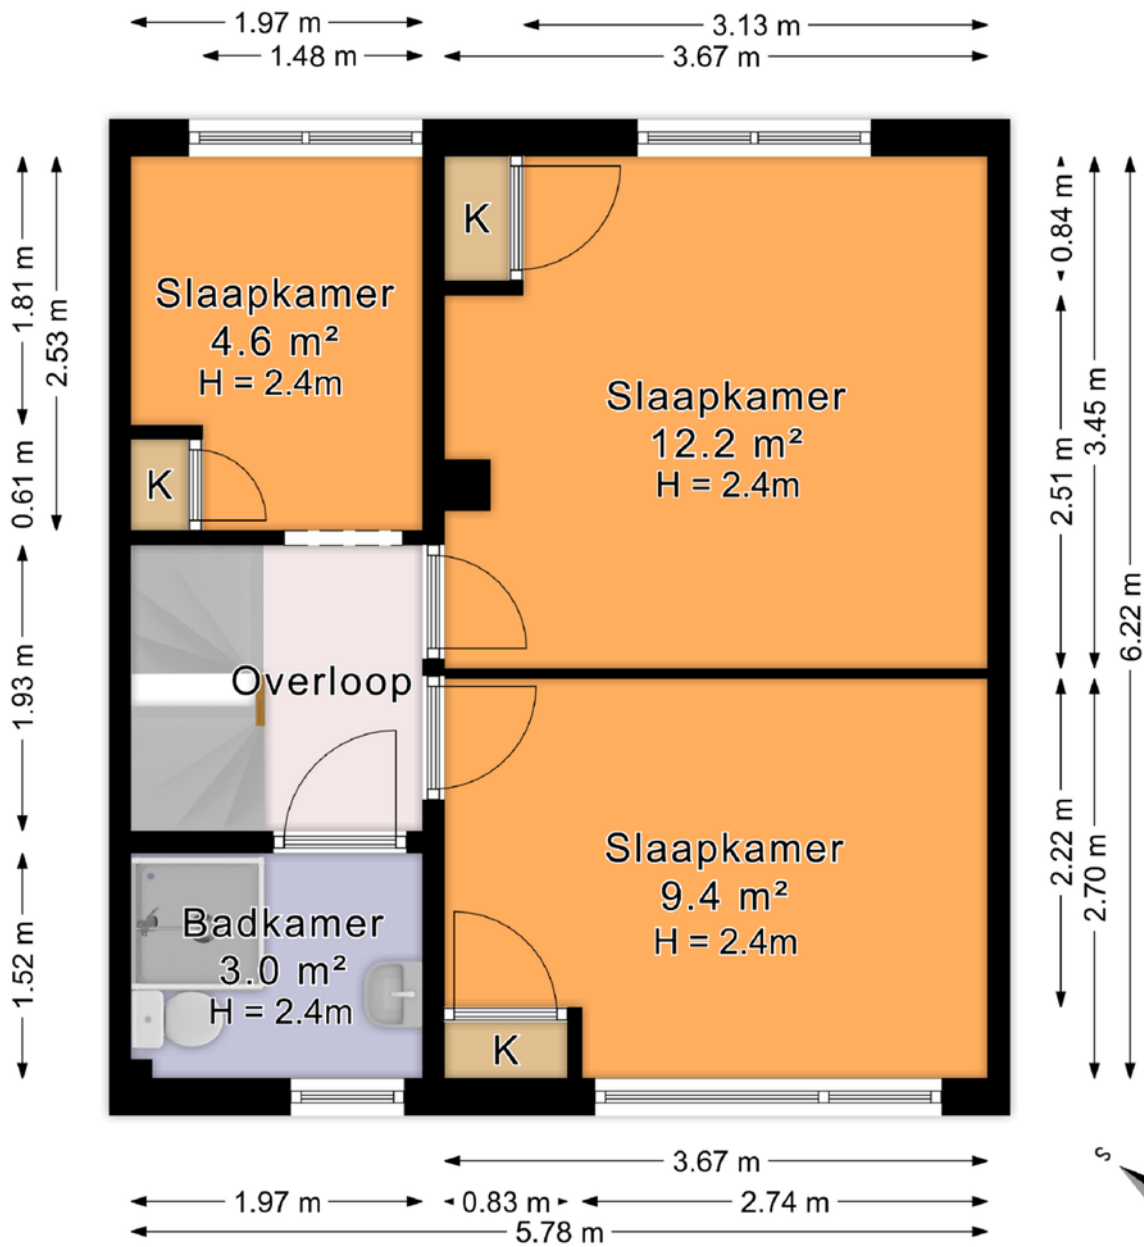 1.97 m
3.13 m
1.48 m
3.67 m
K
0.84 m
1.81 m
2.53 m
Slaapkamer
4.6 m²
H = 2.4m
Slaapkamer
12.2 m²
H = 2.4m
3.45 m
2.51 m
0.61 m
K
6.22 m
1.93 m
Overloop
Slaapkamer
9.4 m²
H = 2.4m
2.22 m
2.70 m
1.52 m
Badkamer
3.0 m²
H = 2.4m
K
3.67 m
S
1.97 m
0.83 m
2.74 m
5.78 m